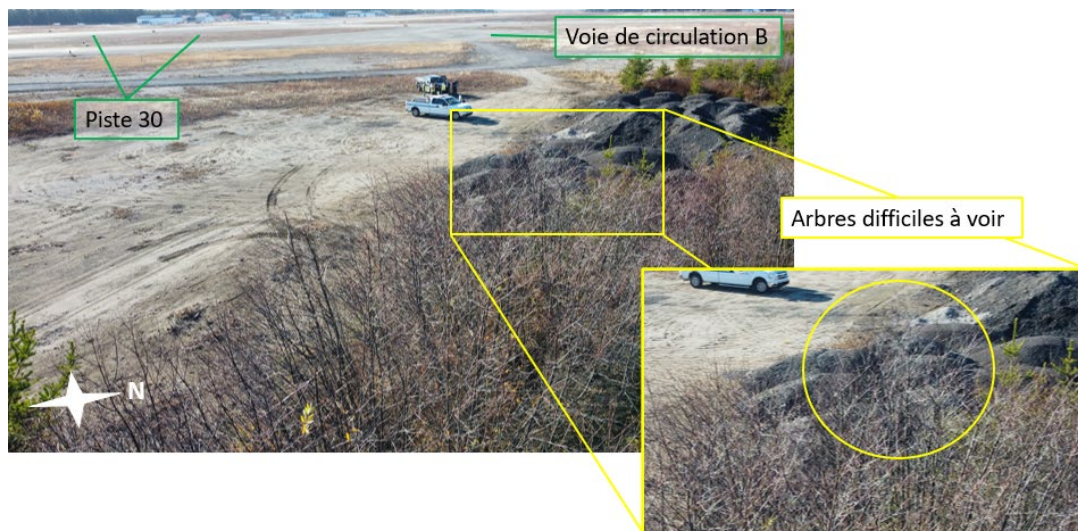 Voie de circulation B
Piste 30
Arbres difficiles à voir
N